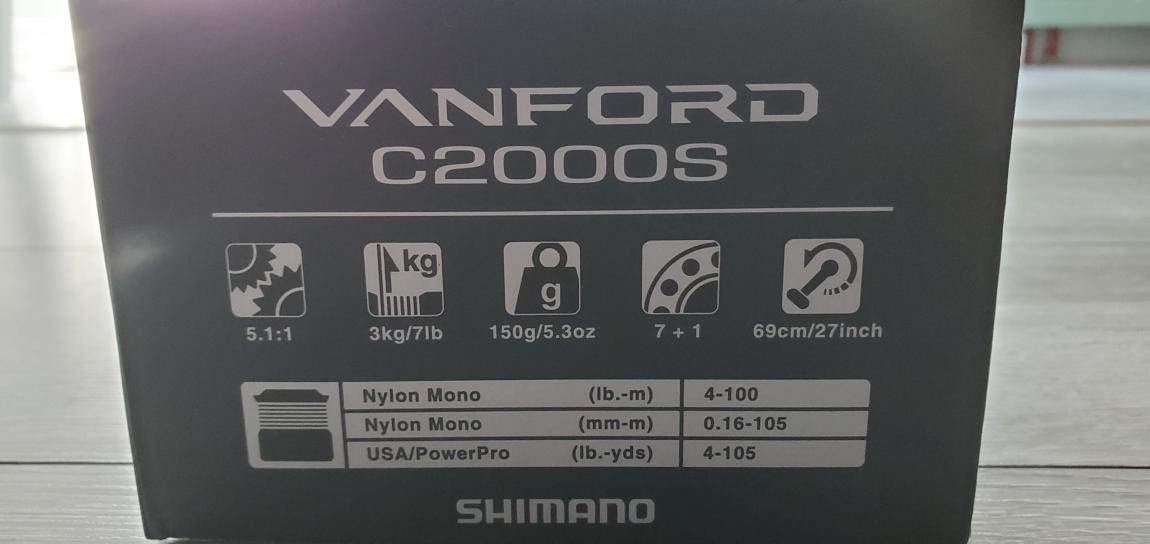 VANFORD
C2000S
kg
g
5.1:1 3kg/7lb 150g/5.3oz 7 + 1 69cm/27inch
Nylon Mono (lb.-m) 4-100
Nylon Mono (mm-m) 0.16-105
USA/PowerPro (lb.-yds) 4-105
SHIMANO